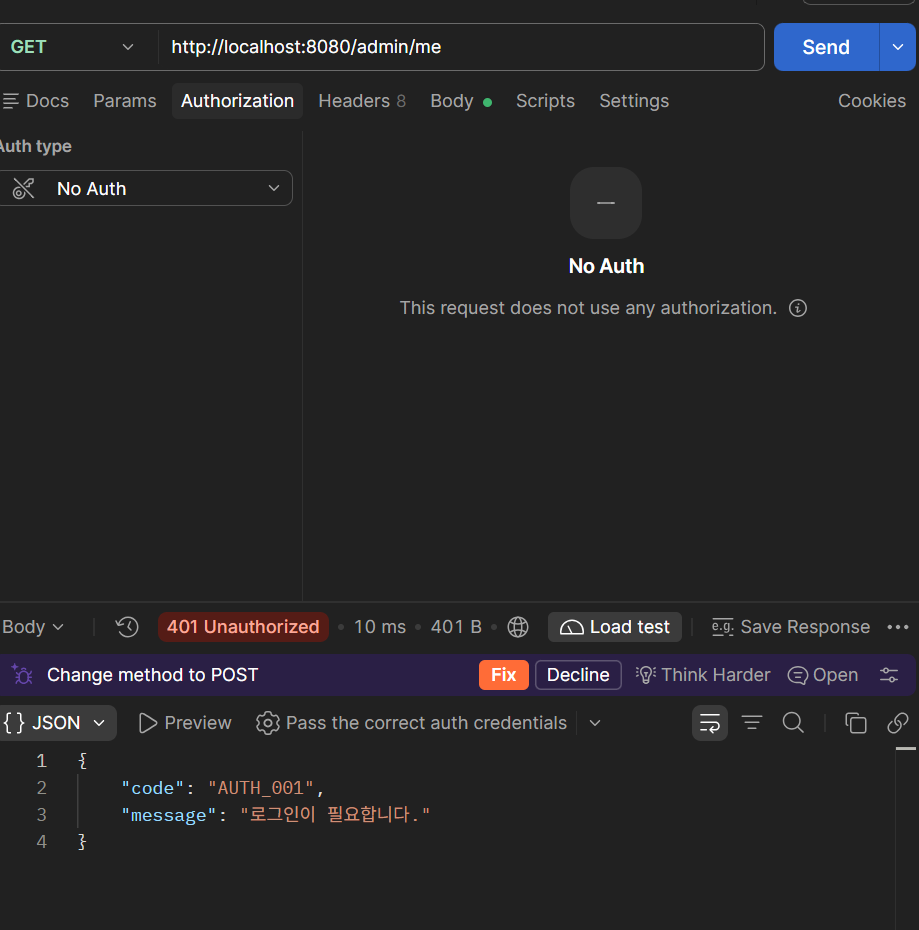 GET http://localhost:8080/admin/me Send
Docs Params Authorization Headers 8 Body Scripts Settings Cookies
Auth type
No Auth
No Auth
This request does not use any authorization.
Body 401 Unauthorized • 10 ms • 401 B • Load test e.g. Save Response
Change method to POST Fix Decline Think Harder Open
{ } JSON Preview Pass the correct auth credentials
1 {
2 "code": "AUTH_001",
3 "message": "로그인이 필요합니다."
4 }